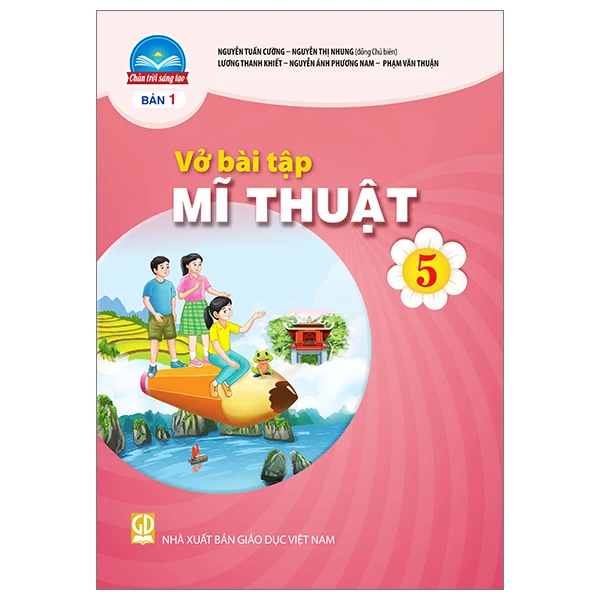 NGUYỄN TUẤN CƯỜNG – NGUYỄN THỊ NHUNG (đồng Chủ biên)
LƯƠNG THANH KHIẾT – NGUYỄN ÁNH PHƯƠNG NAM – PHẠM VĂN THUẬN
Chân trời sáng tạo
BẢN 1
Vở bài tập
MĨ THUẬT
5
GD
NHÀ XUẤT BẢN GIÁO DỤC VIỆT NAM